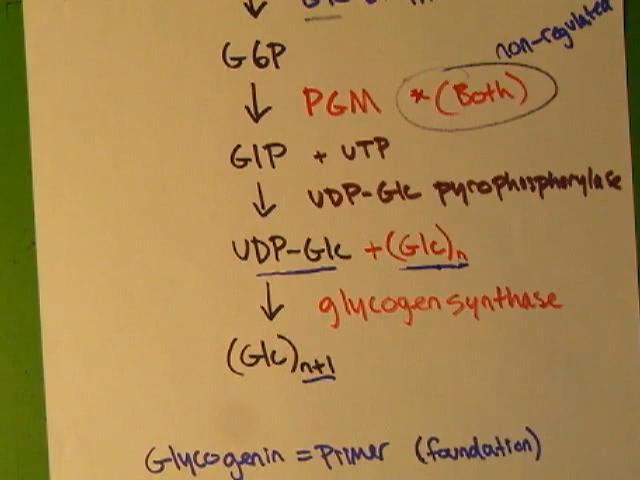 non-regulated
G6P
PGM *(Both)
G1P + UTP
UDP-Glc pyrophosphorylase
UDP-Glc +(Glc)n
glycogen synthase
(Glc)n+1
Glycogenin = Primer (foundation)